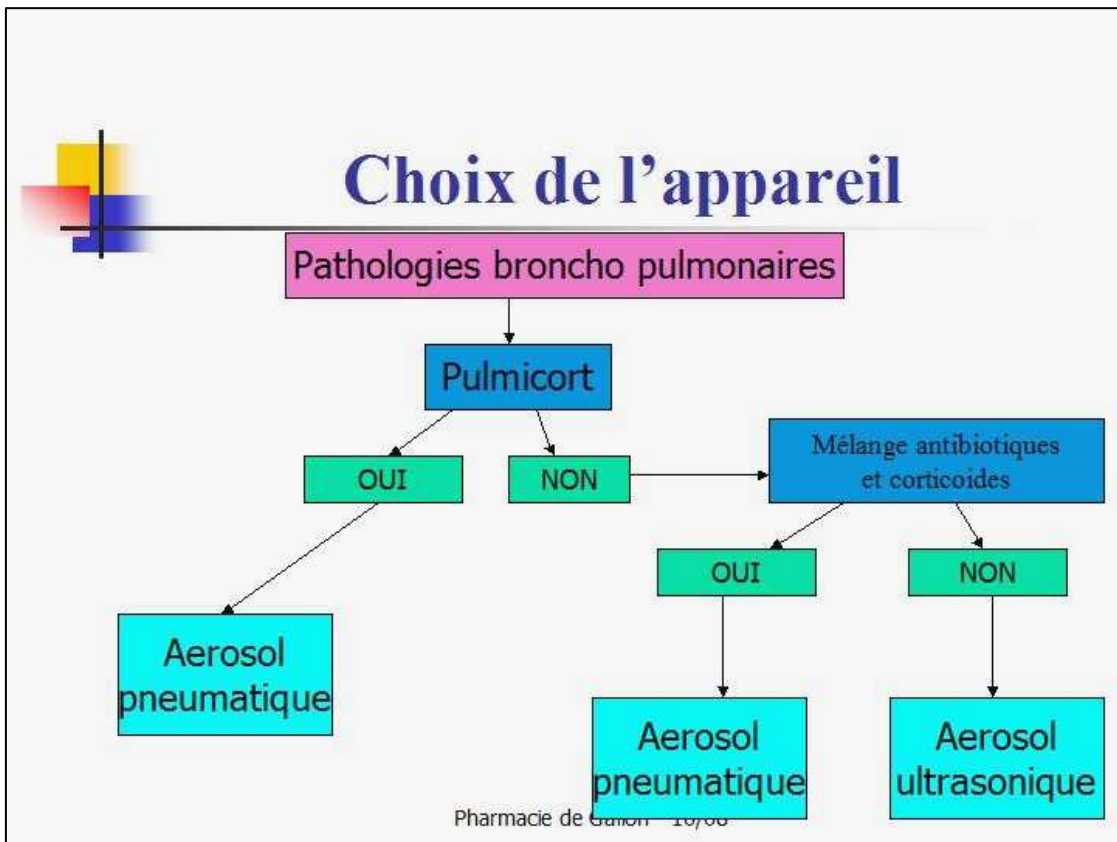 Choix de l’appareil
Pathologies broncho pulmonaires
Pulmicort
Mélange antibiotiques
et corticoides
OUI
NON
OUI
NON
Aerosol
pneumatique
Aerosol
pneumatique
Aerosol
ultrasonique
Pharmacie de